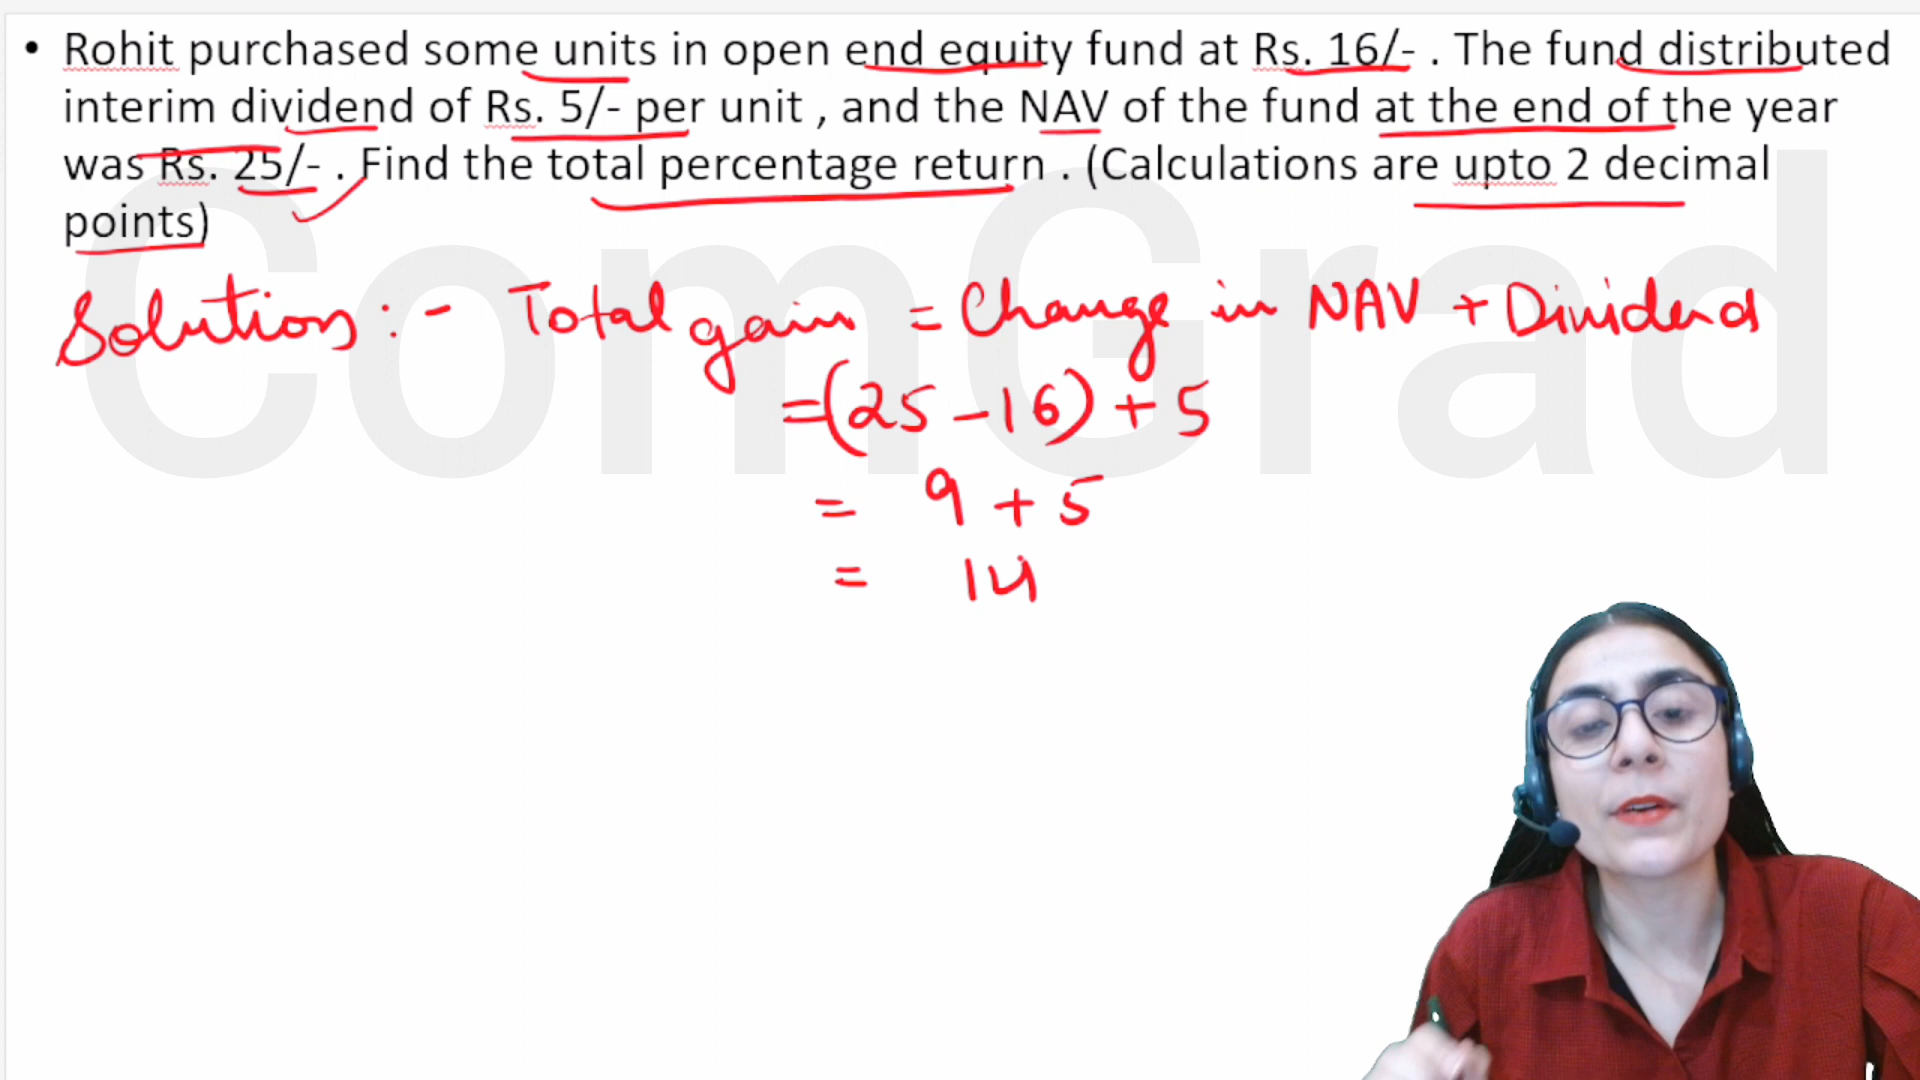 • Rohit purchased some units in open end equity fund at Rs. 16/- . The fund distributed
interim dividend of Rs. 5/- per unit , and the NAV of the fund at the end of the year
was Rs. 25/- . Find the total percentage return . (Calculations are upto 2 decimal
points)
Solution :- Total gain = Change in NAV + Dividend
= (25 - 16) + 5
= 9 + 5
= 14
ComGrad